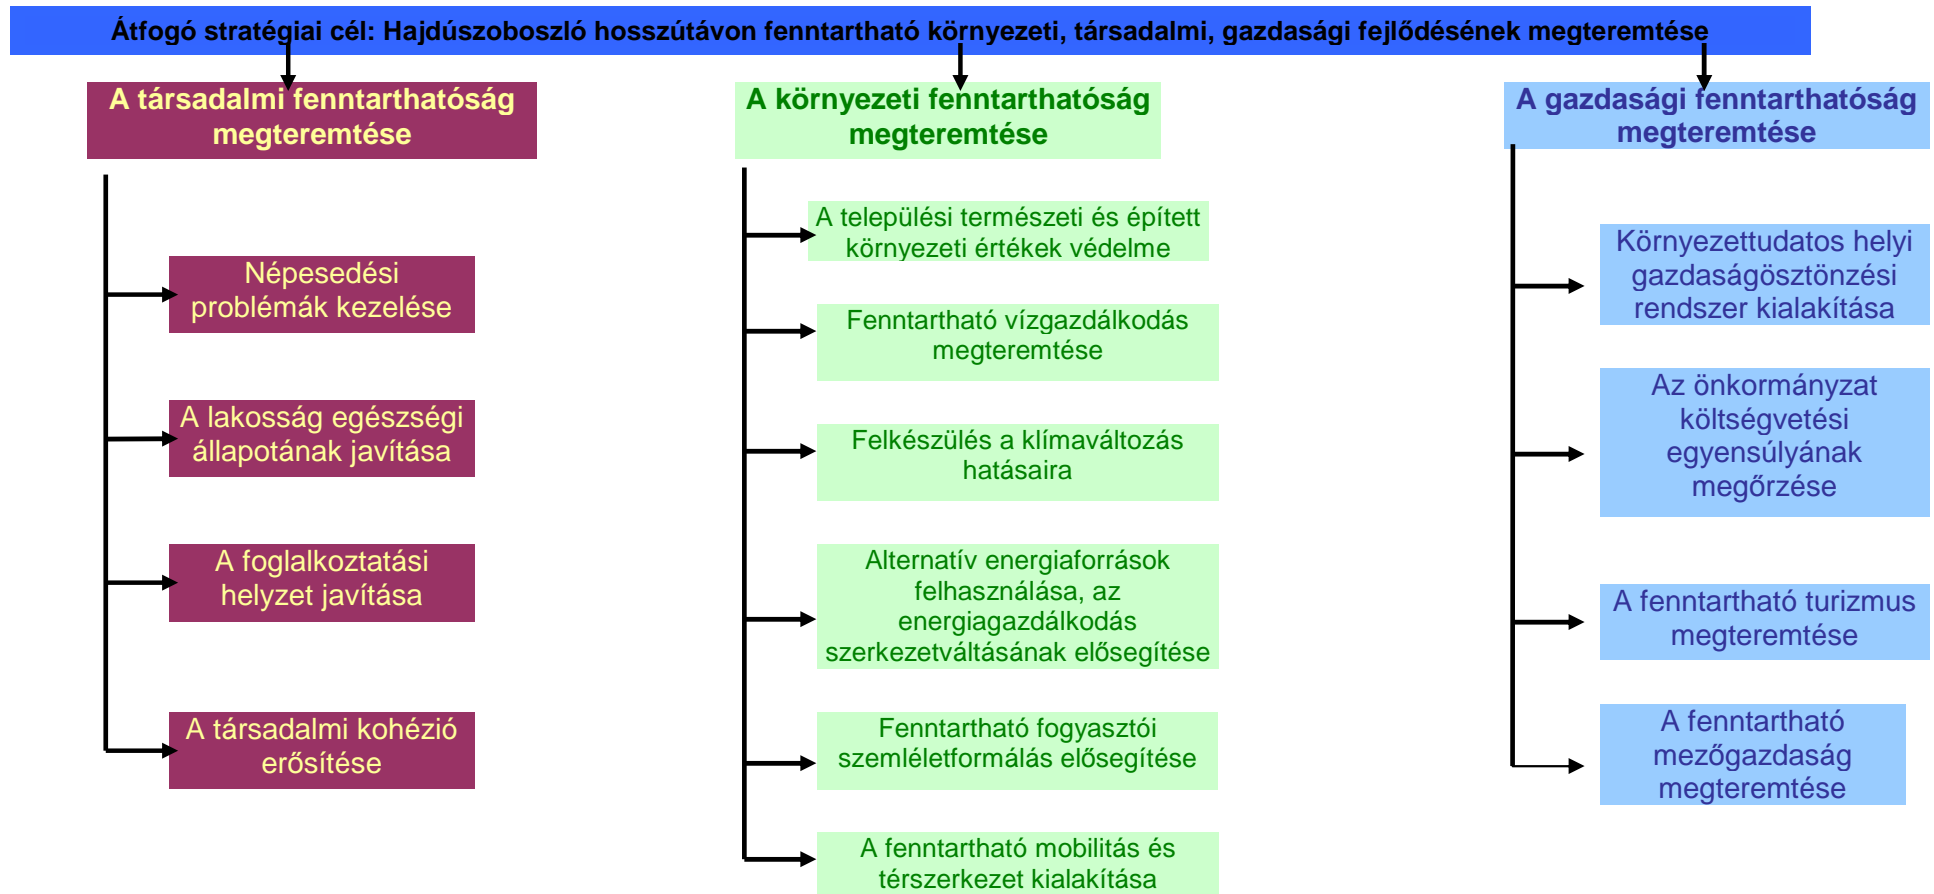 Átfogó stratégiai cél: Hajdúszoboszló hosszútávon fenntartható környezeti, társadalmi, gazdasági fejlődésének megteremtése
A társadalmi fenntarthatóság
megteremtése
Népesedési
problémák kezelése
A lakosság egészségi
állapotának javítása
A foglalkoztatási
helyzet javítása
A társadalmi kohézió
erősítése
A környezeti fenntarthatóság
megteremtése
A települési természeti és épített
környezeti értékek védelme
Fenntartható vízgazdálkodás
megteremtése
Felkészülés a klímaváltozás
hatásaira
Alternatív energiaforrások
felhasználása, az
energiagazdálkodás
szerkezetváltásának elősegítése
Fenntartható fogyasztói
szemléletformálás elősegítése
A fenntartható mobilitás és
térszerkezet kialakítása
A gazdasági fenntarthatóság
megteremtése
Környezettudatos helyi
gazdaságösztönzési
rendszer kialakítása
Az önkormányzat
költségvetési
egyensúlyának
megőrzése
A fenntartható turizmus
megteremtése
A fenntartható
mezőgazdaság
megteremtése